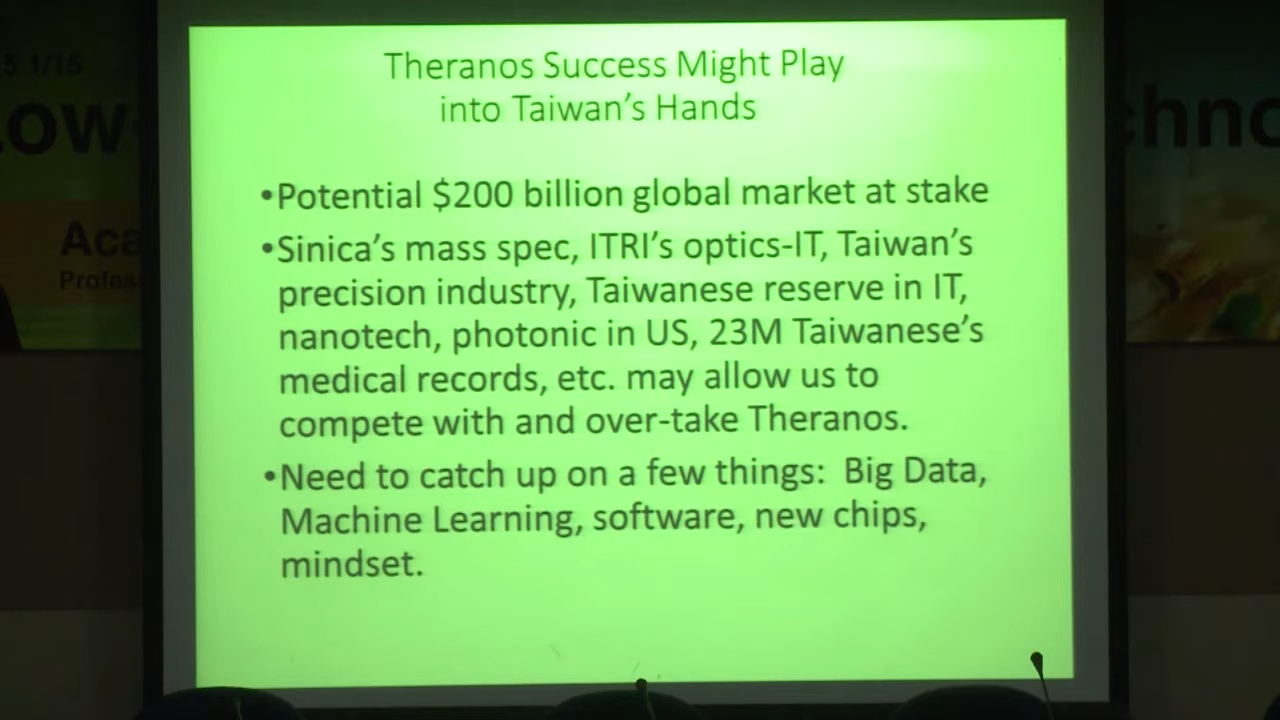 Theranos Success Might Play
into Taiwan's Hands
•Potential $200 billion global market at stake
•Sinica's mass spec, ITRI's optics-IT, Taiwan's
precision industry, Taiwanese reserve in IT,
nanotech, photonic in US, 23M Taiwanese's
medical records, etc. may allow us to
compete with and over-take Theranos.
•Need to catch up on a few things: Big Data,
Machine Learning, software, new chips,
mindset.
1/15